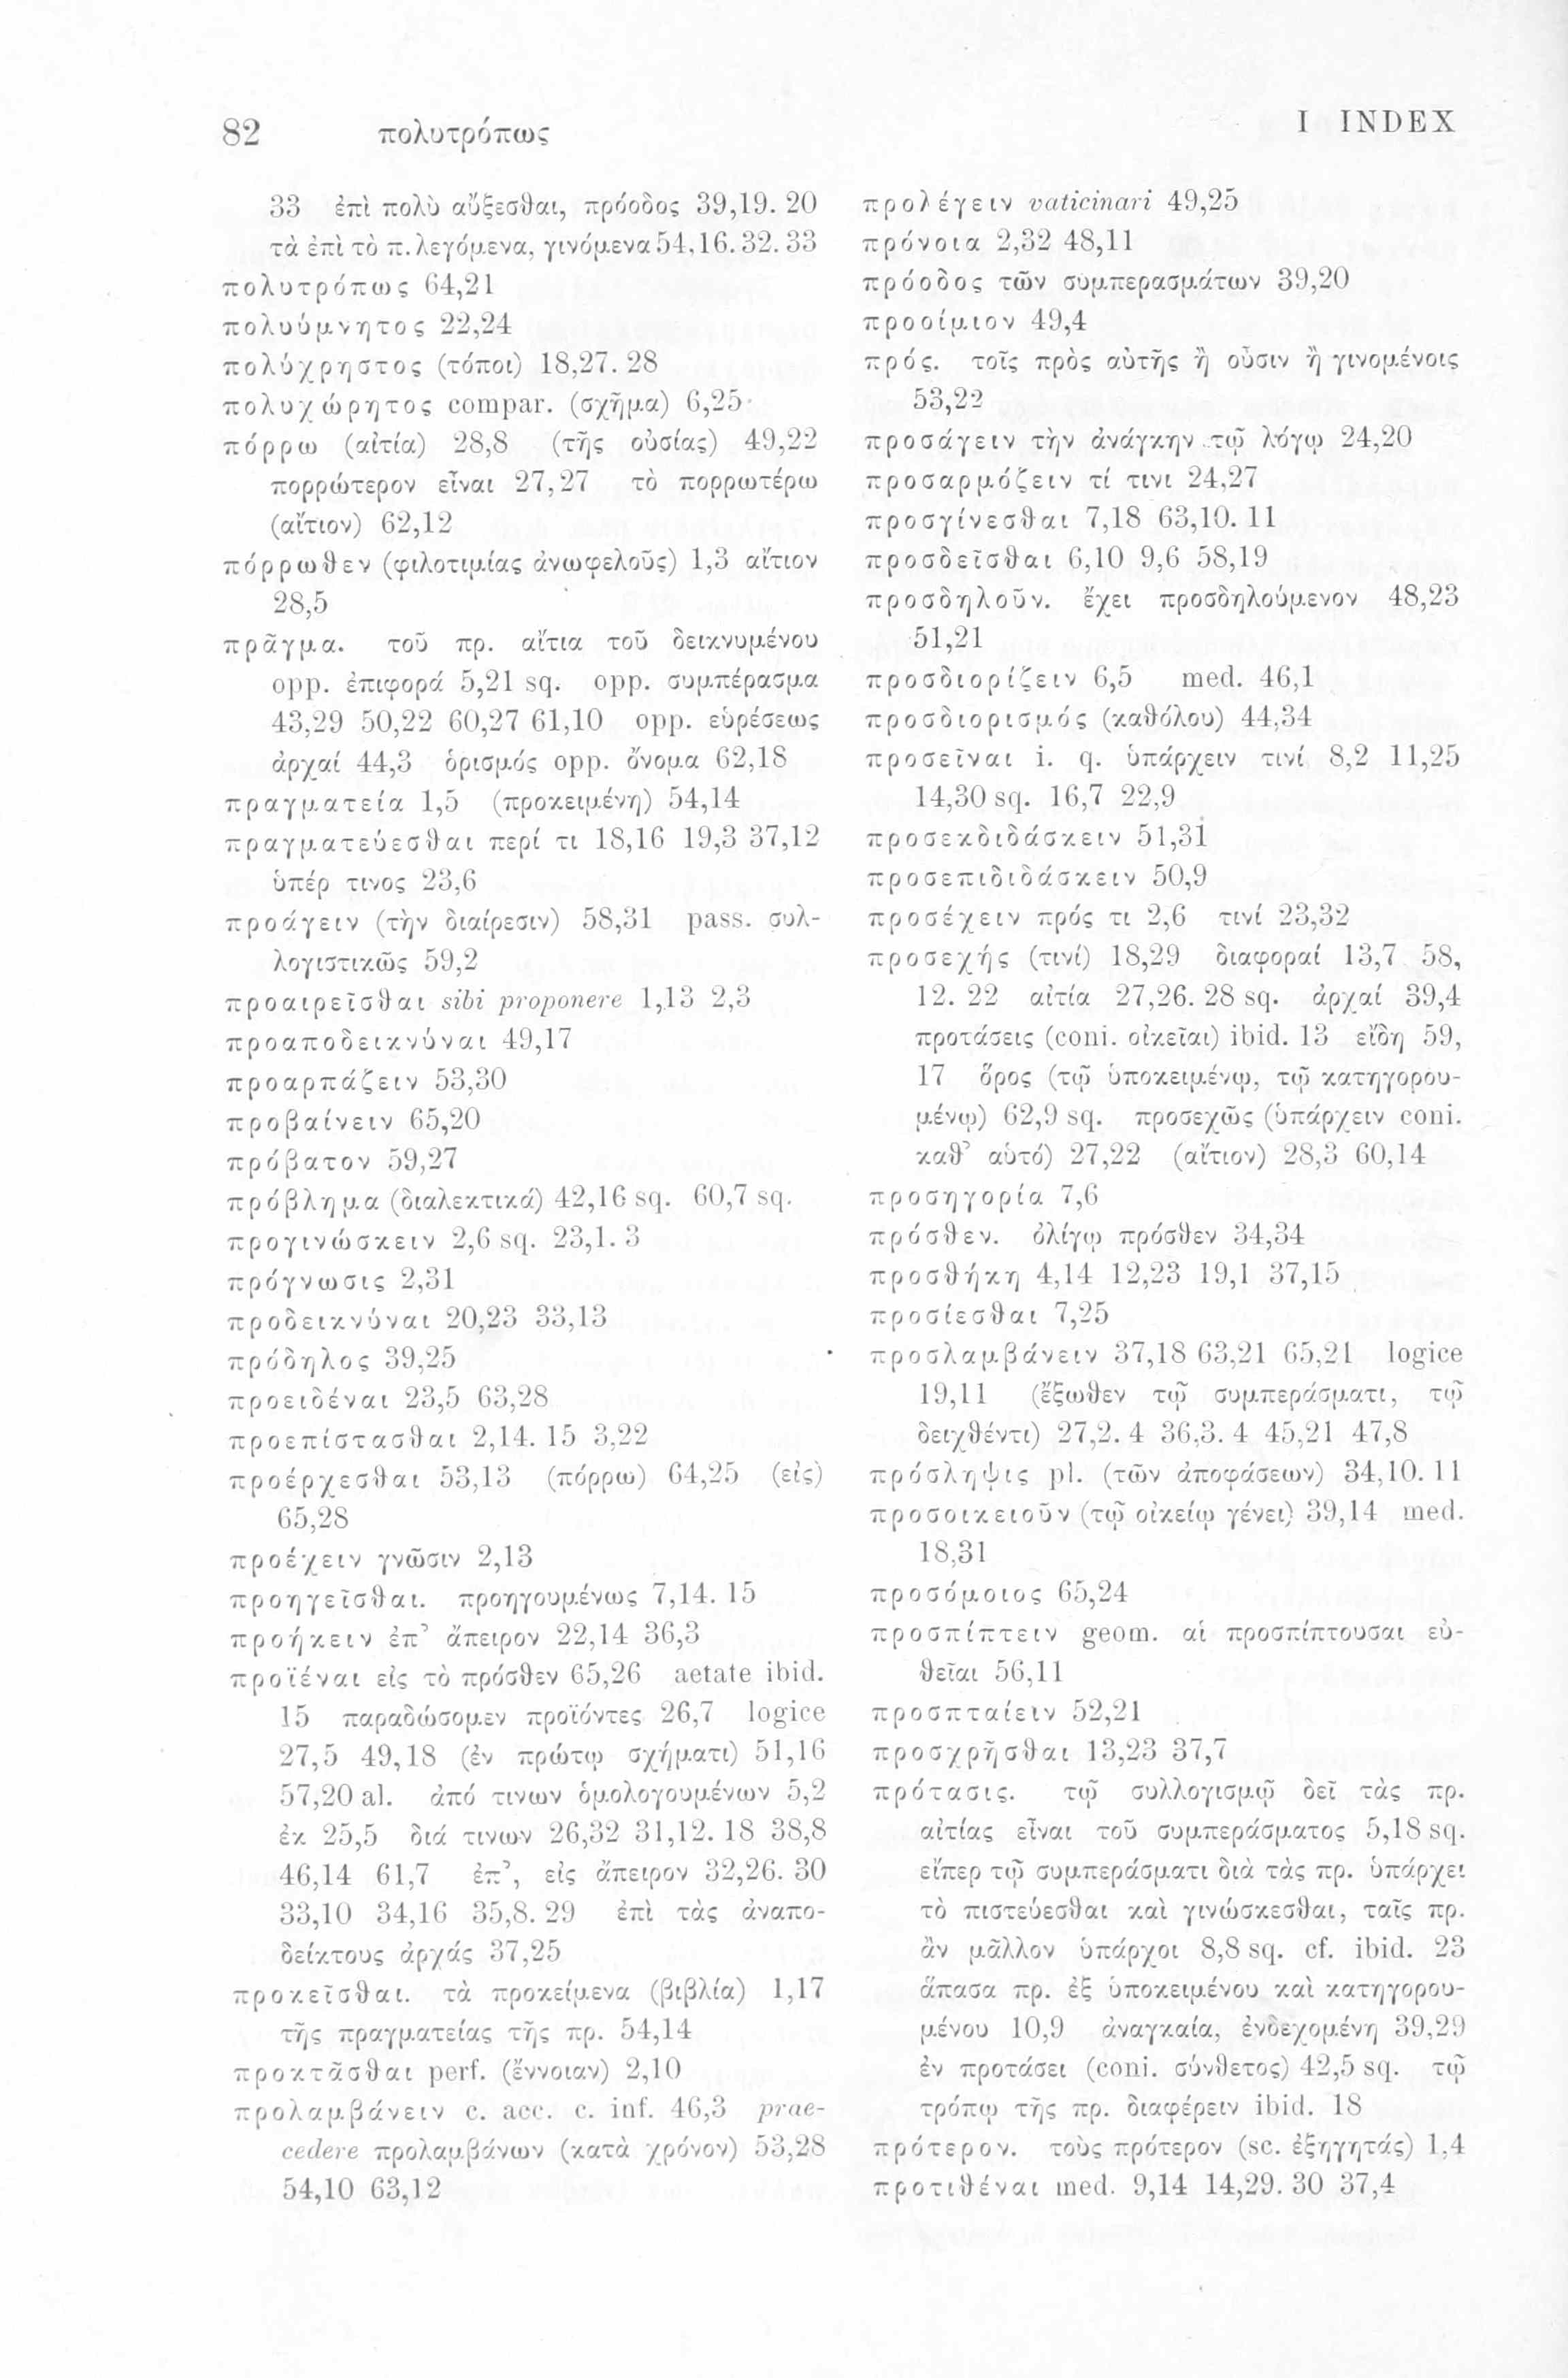 82 πολυτρόπως I INDEX
33 ἐπὶ πολὺ αὔξεσθαι, πρόοδος 39,19. 20
τὰ ἐπὶ τὸ π. λεγόμενα, γινόμενα 54,16. 32. 33
πολυτρόπως 64,21
πολυύμνητος 22,24
πολύχρηστος (τόποι) 18,27. 28
πολυχώρητος compar. (σχῆμα) 6,25
πόρρω (αἰτία) 28,8 (τῆς οὐσίας) 49,22
πορρώτερον εἶναι 27,27 τὸ πορρωτέρω
(αἴτιον) 62,12
πόρρωθεν (φιλοτιμίας ἀνωφελοῦς) 1,3 αἴτιον
28,5
πρᾶγμα. τοῦ πρ. αἴτια τοῦ δεικνυμένου
opp. ἐπιφορά 5,21 sq. opp. συμπέρασμα
43,29 50,22 60,27 61,10 opp. εὑρέσεως
ἀρχαί 44,3 ὁρισμός opp. ὄνομα 62,18
πραγματεία 1,5 (προκειμένη) 54,14
πραγματεύεσθαι περί τι 18,16 19,3 37,12
ὑπέρ τινος 23,6
προάγειν (τὴν διαίρεσιν) 58,31 pass. συλ-
λογιστικῶς 59,2
προαιρεῖσθαι sibi proponere 1,13 2,3
προαποδεικνύναι 49,17
προαρπάζειν 53,30
προβαίνειν 65,20
πρόβατον 59,27
πρόβλημα (διαλεκτικά) 42,16 sq. 60,7 sq.
προγινώσκειν 2,6 sq. 23,1. 3
πρόγνωσις 2,31
προδεικνύναι 20,23 33,13
πρόδηλος 39,25
προειδέναι 23,5 63,28
προεπίστασθαι 2,14. 15 3,22
προέρχεσθαι 53,13 (πόρρω) 64,25 (εἰς)
65,28
προέχειν γνῶσιν 2,13
προηγεῖσθαι. προηγουμένως 7,14. 15
προήκειν ἐπ’ ἄπειρον 22,14 36,3
προϊέναι εἰς τὸ πρόσθεν 65,26 aetate ibid.
15 παραδώσομεν προϊόντες 26,7 logice
27,5 49,18 (ἐν πρώτῳ σχήματι) 51,16
57,20 al. ἀπό τινων ὁμολογουμένων 5,2
ἐκ 25,5 διά τινων 26,32 31,12. 18 38,8
46,14 61,7 ἐπ’, εἰς ἄπειρον 32,26. 30
33,10 34,16 35,8. 29 ἐπὶ τὰς ἀναπο-
δείκτους ἀρχάς 37,25
προκεῖσθαι. τὰ προκείμενα (βιβλία) 1,17
τῆς πραγματείας τῆς πρ. 54,14
προκτᾶσθαι perf. (ἔννοιαν) 2,10
προλαμβάνειν c. acc. c. inf. 46,3 prae-
cedere προλαμβάνων (κατὰ χρόνον) 53,28
54,10 63,12
προλέγειν vaticinari 49,25
πρόνοια 2,32 48,11
πρόοδος τῶν συμπερασμάτων 39,20
προοίμιον 49,4
πρός. τοῖς πρὸς αὐτῆς ἢ οὖσιν ἢ γινομένοις
53,22
προσάγειν τὴν ἀνάγκην τῷ λόγῳ 24,20
προσαρμόζειν τί τινι 24,27
προσγίνεσθαι 7,18 63,10. 11
προσδεῖσθαι 6,10 9,6 58,19
προσδηλοῦν. ἔχει προσδηλούμενον 48,23
51,21
προσδιορίζειν 6,5 med. 46,1
προσδιορισμός (καθόλου) 44,34
προσεῖναι i. q. ὑπάρχειν τινί 8,2 11,25
14,30 sq. 16,7 22,9
προσεκδιδάσκειν 51,31
προσεπιδιδάσκειν 50,9
προσέχειν πρός τι 2,6 τινί 23,32
προσεχής (τινί) 18,29 διαφοραί 13,7 58,
12. 22 αἰτία 27,26. 28 sq. ἀρχαί 39,4
προτάσεις (coni. οἰκεῖαι) ibid. 13 εἴδη 59,
17 ὅρος (τῷ ὑποκειμένῳ, τῷ κατηγορου-
μένῳ) 62,9 sq. προσεχῶς (ὑπάρχειν coni.
καθ’ αὑτό) 27,22 (αἴτιον) 28,3 60,14
προσηγορία 7,6
πρόσθεν. ὀλίγῳ πρόσθεν 34,34
προσθήκη 4,14 12,23 19,1 37,15
προσίεσθαι 7,25
προσλαμβάνειν 37,18 63,21 65,21 logice
19,11 (ἔξωθεν τῷ συμπεράσματι, τῷ
δειχθέντι) 27,2. 4 36,3. 4 45,21 47,8
πρόσληψις pl. (τῶν ἀποφάσεων) 34,10. 11
προσοικειοῦν (τῷ οἰκείῳ γένει) 39,14 med.
18,31
προσόμοιος 65,24
προσπίπτειν geom. αἱ προσπίπτουσαι εὐ-
θεῖαι 56,11
προσπταίειν 52,21
προσχρῆσθαι 13,23 37,7
πρότασις. τῷ συλλογισμῷ δεῖ τὰς πρ.
αἰτίας εἶναι τοῦ συμπεράσματος 5,18 sq.
εἴπερ τῷ συμπεράσματι διὰ τὰς πρ. ὑπάρχει
τὸ πιστεύεσθαι καὶ γινώσκεσθαι, ταῖς πρ.
ἂν μᾶλλον ὑπάρχοι 8,8 sq. cf. ibid. 23
ἅπασα πρ. ἐξ ὑποκειμένου καὶ κατηγορου-
μένου 10,9 ἀναγκαία, ἐνδεχομένη 39,29
ἐν προτάσει (coni. σύνθετος) 42,5 sq. τῷ
τρόπῳ τῆς πρ. διαφέρειν ibid. 18
πρότερον. τοὺς πρότερον (sc. ἐξηγητάς) 1,4
προτιθέναι med. 9,14 14,29. 30 37,4